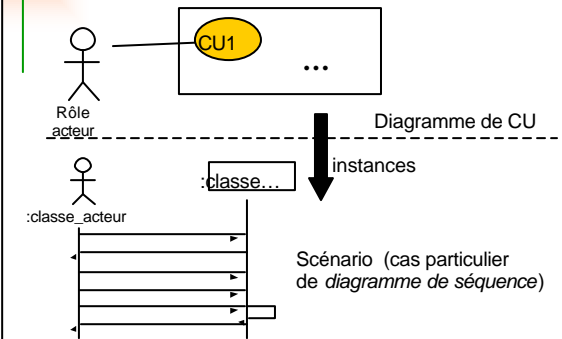 CU1
...
Rôle
acteur
Diagramme de CU
instances
:classe…
:classe_acteur
Scénario (cas particulier
de diagramme de séquence)